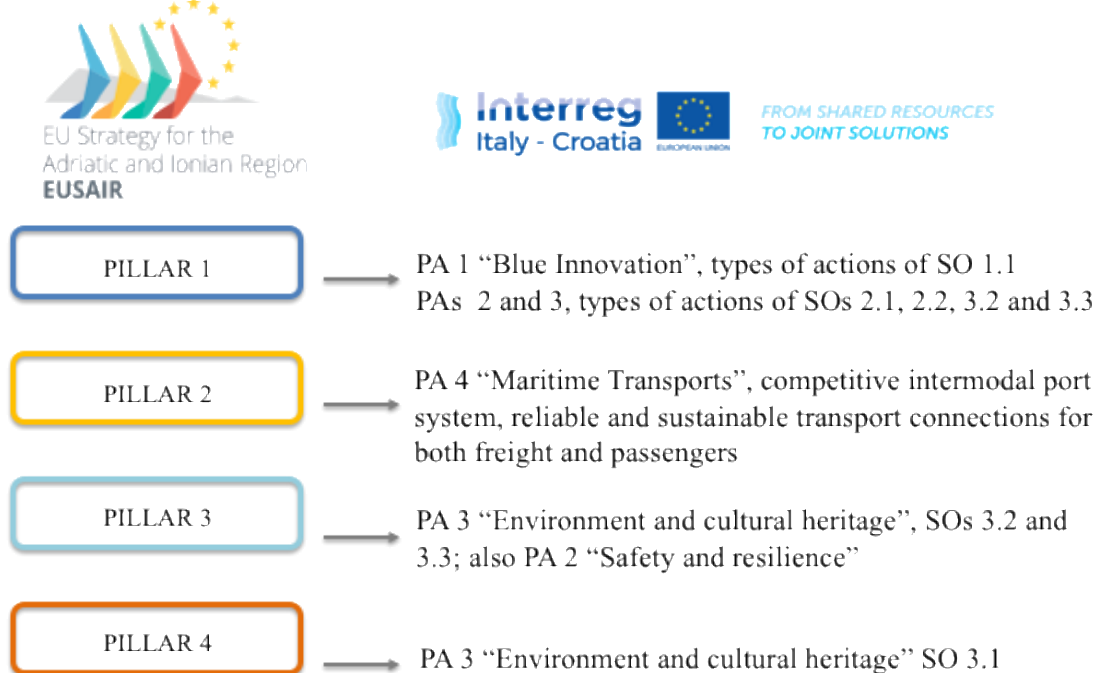 EU Strategy for the
Adriatic and Ionian Region
EUSAIR
Interreg
Italy - Croatia
EUROPEAN UNION
FROM SHARED RESOURCES
TO JOINT SOLUTIONS
PILLAR 1
PA 1 “Blue Innovation”, types of actions of SO 1.1
PAs 2 and 3, types of actions of SOs 2.1, 2.2, 3.2 and 3.3
PILLAR 2
PA 4 “Maritime Transports”, competitive intermodal port
system, reliable and sustainable transport connections for
both freight and passengers
PILLAR 3
PA 3 “Environment and cultural heritage”, SOs 3.2 and
3.3; also PA 2 “Safety and resilience”
PILLAR 4
PA 3 “Environment and cultural heritage” SO 3.1